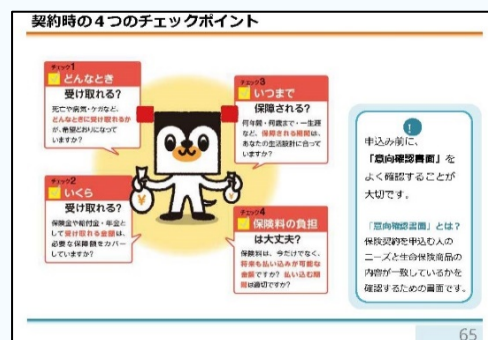 契約時の４つのチェックポイント
チェック1
どんなとき
受け取れる?
死亡や病気・ケガなど、
どんなときに受け取れるか
が、希望どおりになって
いますか?
チェック2
いくら
受け取れる?
保険金や給付金・年金と
して受け取れる金額は、
必要な保障額をカバー
していますか?
チェック3
いつまで
保障される?
何年間・何歳まで・一生涯
など、保障される期間は、
あなたの生活設計に合って
いますか?
チェック4
保険料の負担
は大丈夫?
保険料は、今だけでなく、
将来も払い込みが可能な
金額ですか? 払い込む期
間は適切ですか?
¥
!
申込み前に、
「意向確認書面」を
よく確認することが
大切です。
「意向確認書面」とは?
保険契約を申込む人の
ニーズと生命保険商品の
内容が一致しているかを
確認するための書面です。
65